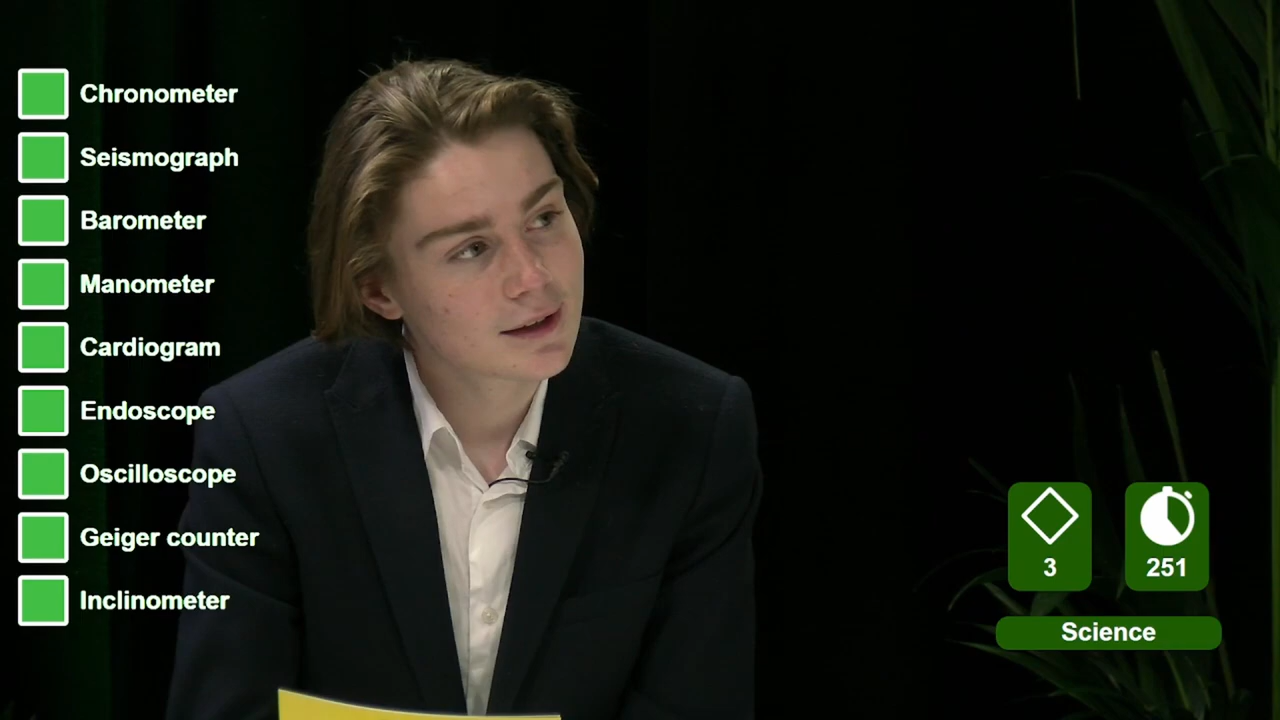 Chronometer
Seismograph
Barometer
Manometer
Cardiogram
Endoscope
Oscilloscope
Geiger counter
Inclinometer
3
251
Science